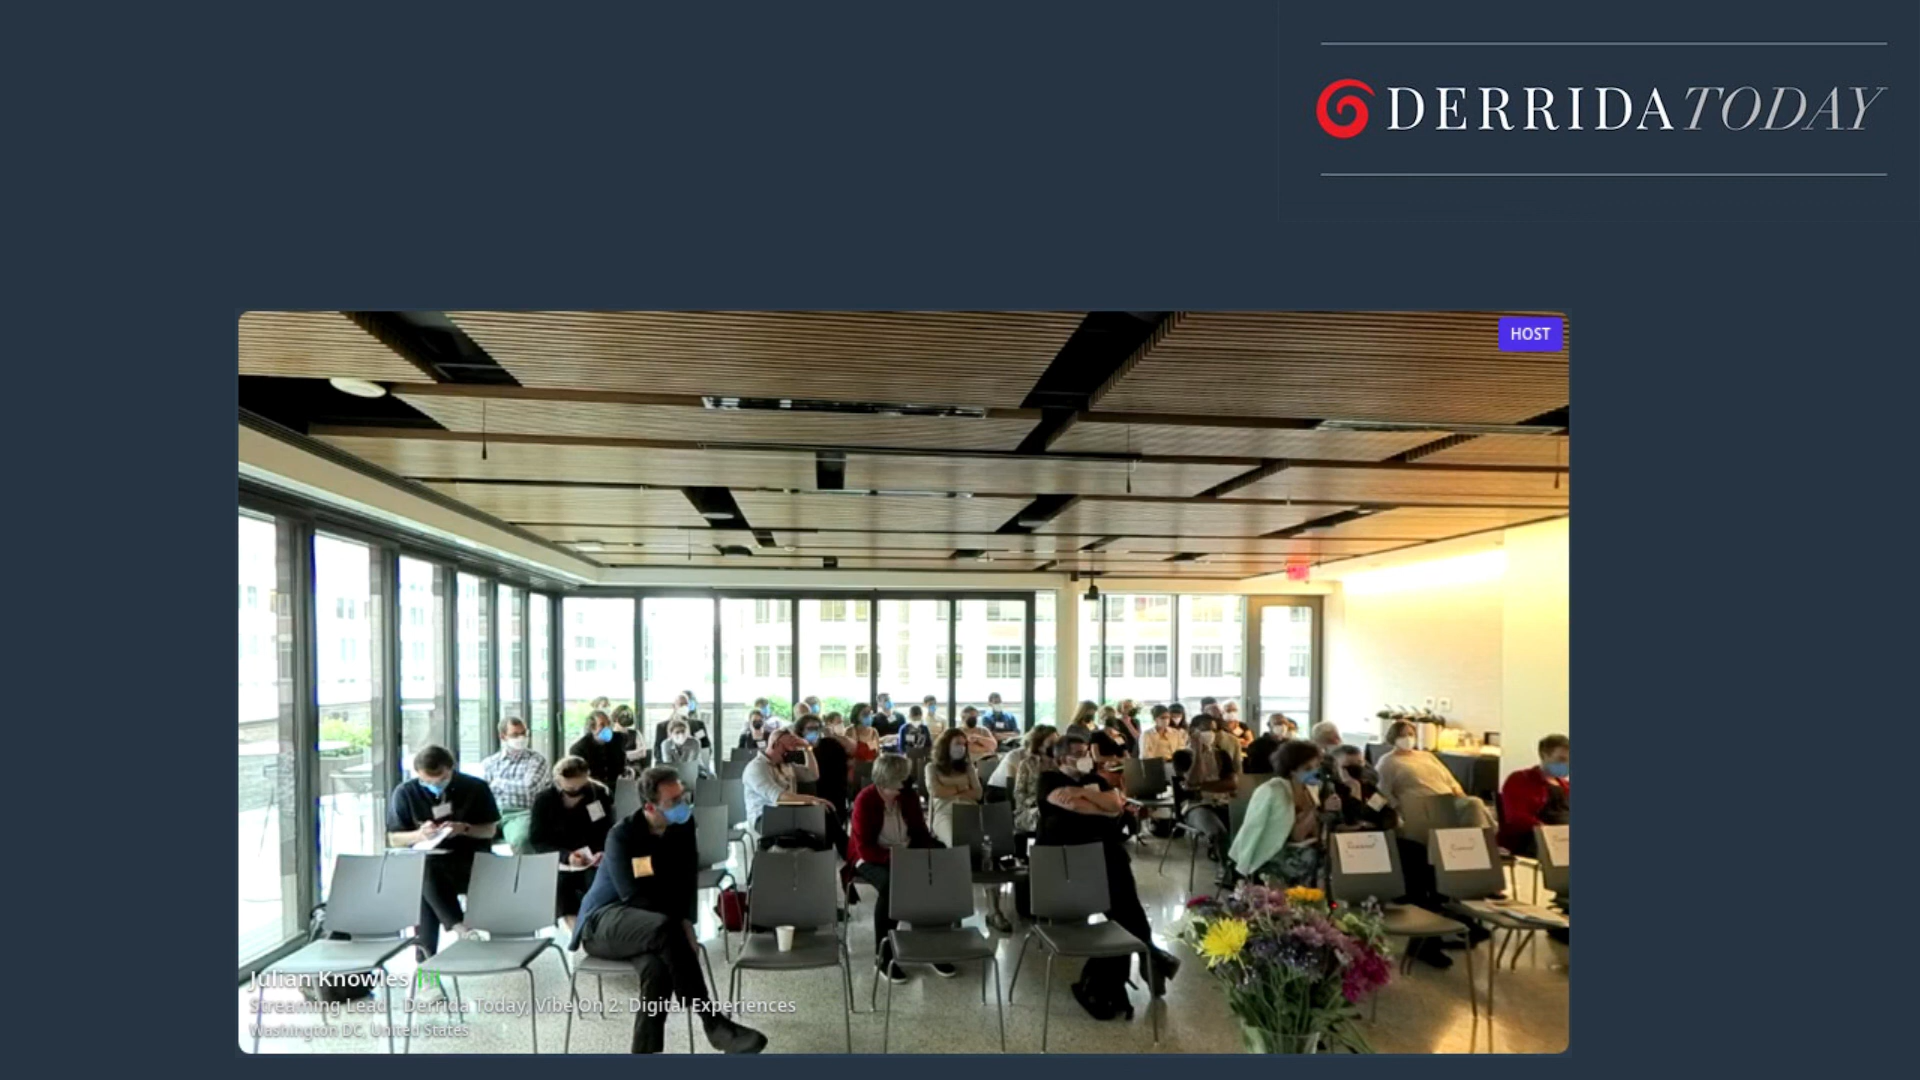 DERRIDATODAY
HOST
Julian Knowles
Streaming Lead - Derrida Today, Vibe On 2: Digital Experiences
Washington DC, United States